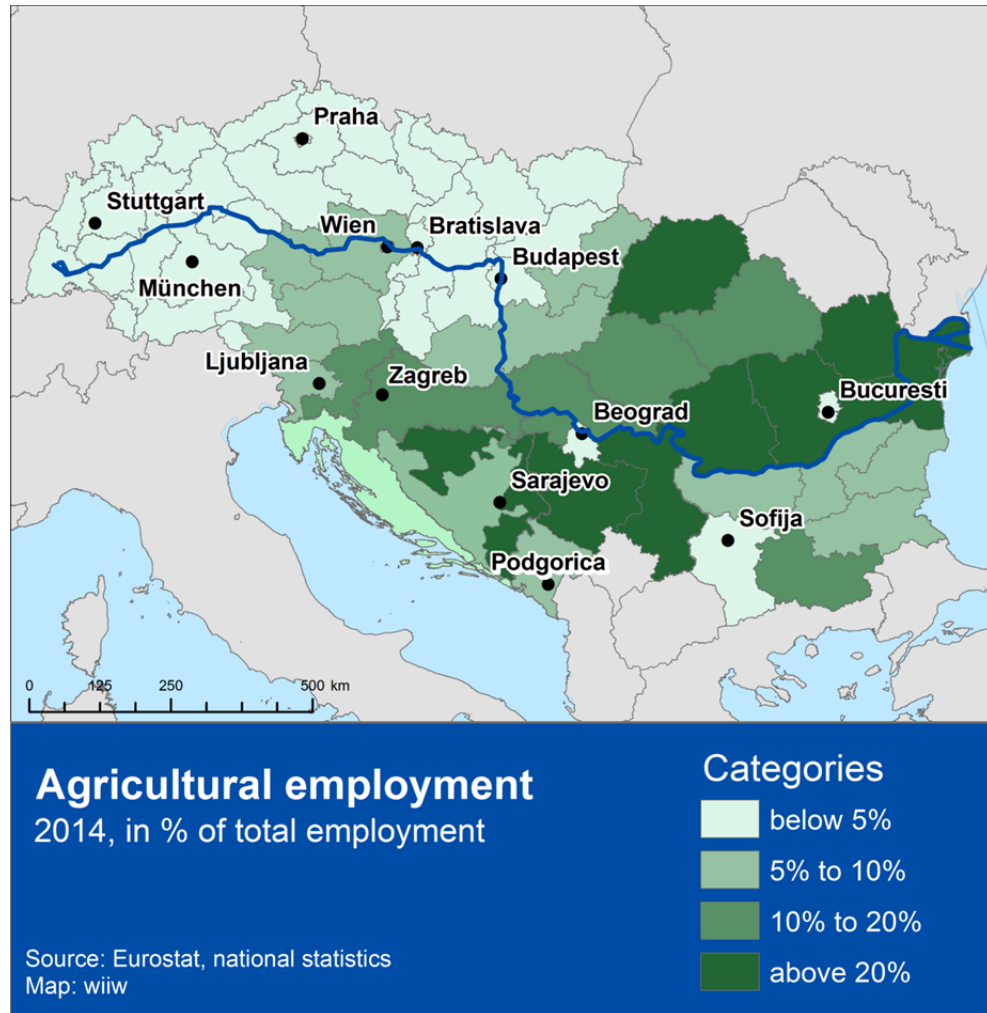 Praha
Stuttgart
Wien
Bratislava
München
Budapest
Ljubljana
Zagreb
Bucuresti
Beograd
Sarajevo
Sofija
Podgorica
0 125 250 500 km
Agricultural employment
2014, in % of total employment
Source: Eurostat, national statistics
Map: wiiw
Categories
below 5%
5% to 10%
10% to 20%
above 20%